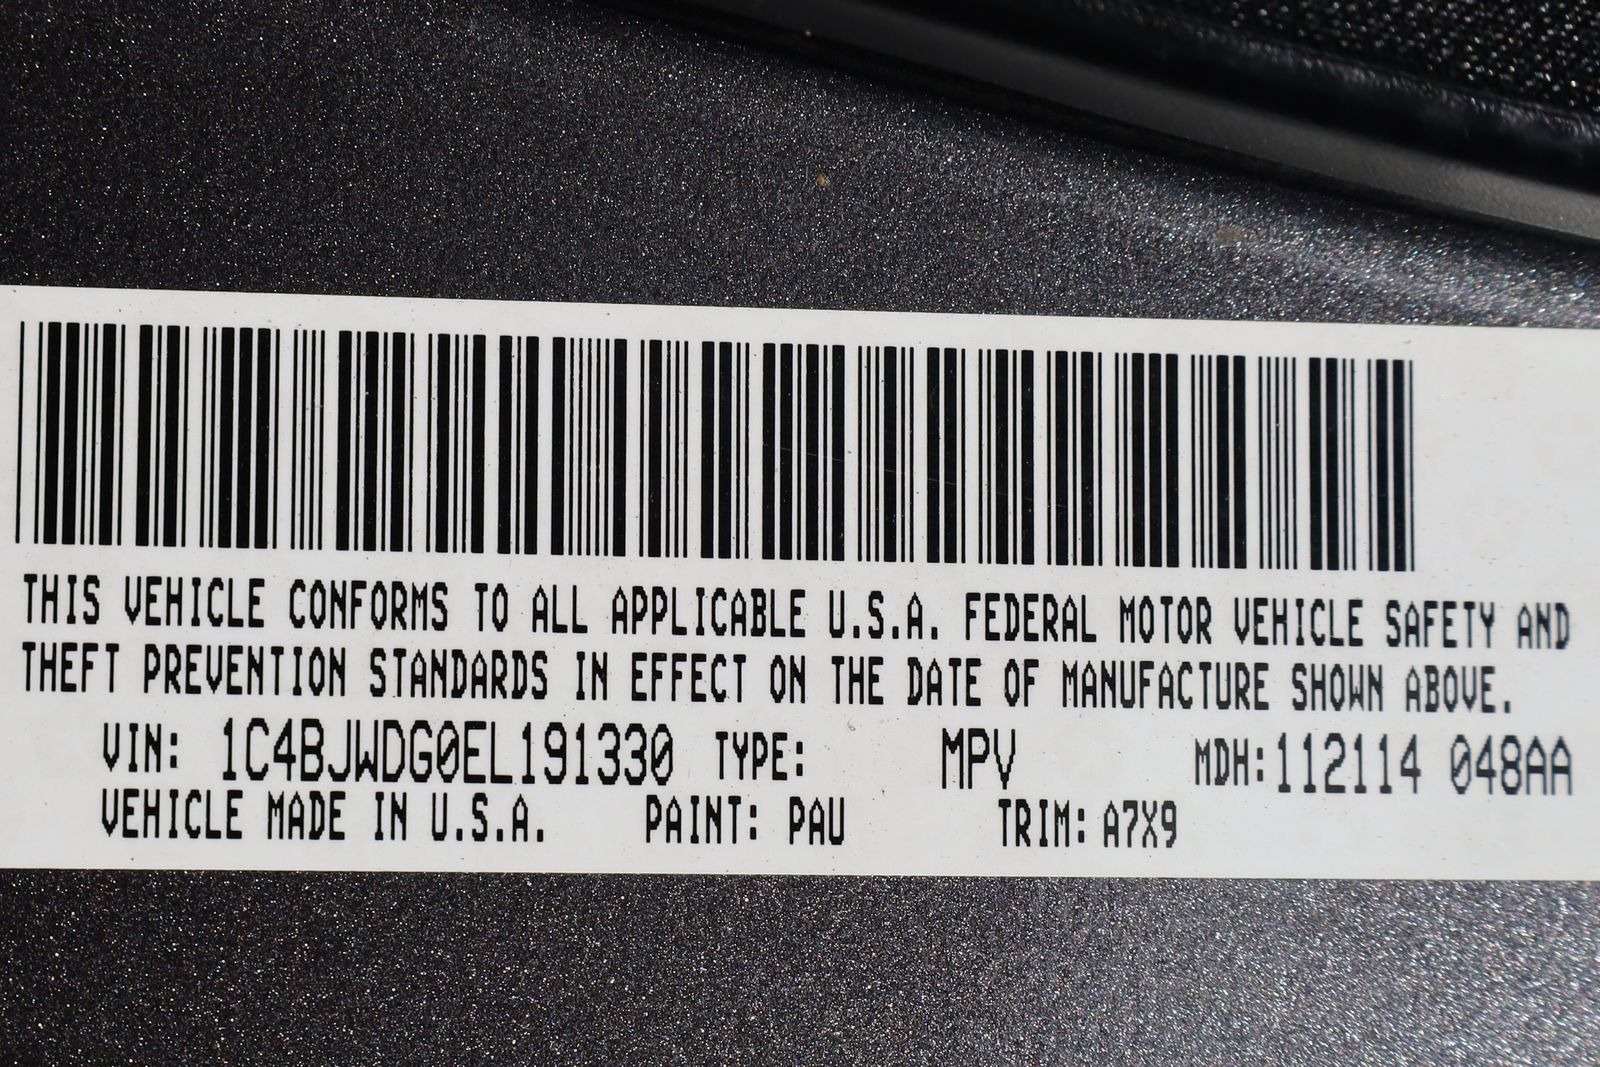 THIS VEHICLE CONFORMS TO ALL APPLICABLE U.S.A. FEDERAL MOTOR VEHICLE SAFETY AND
THEFT PREVENTION STANDARDS IN EFFECT ON THE DATE OF MANUFACTURE SHOWN ABOVE.
VIN: 1C4BJWDG0EL191330 TYPE: MPV MDH: 112114 048AA
VEHICLE MADE IN U.S.A. PAINT: PAU TRIM: A7X9